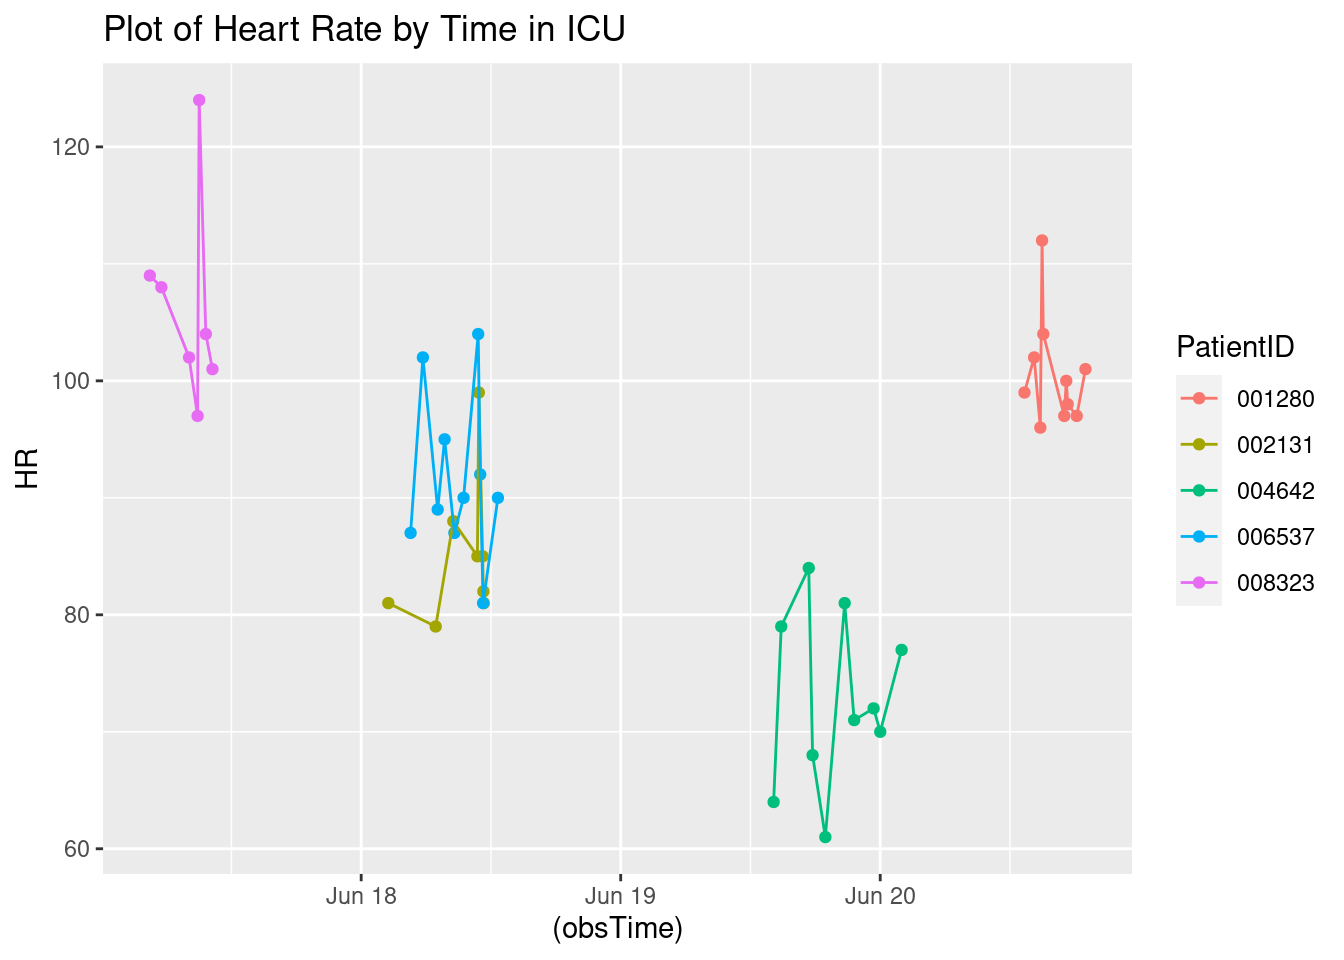 Plot of Heart Rate by Time in ICU
HR
120
100
80
60
Jun 18
Jun 19
Jun 20
(obsTime)
PatientID
001280
002131
004642
006537
008323